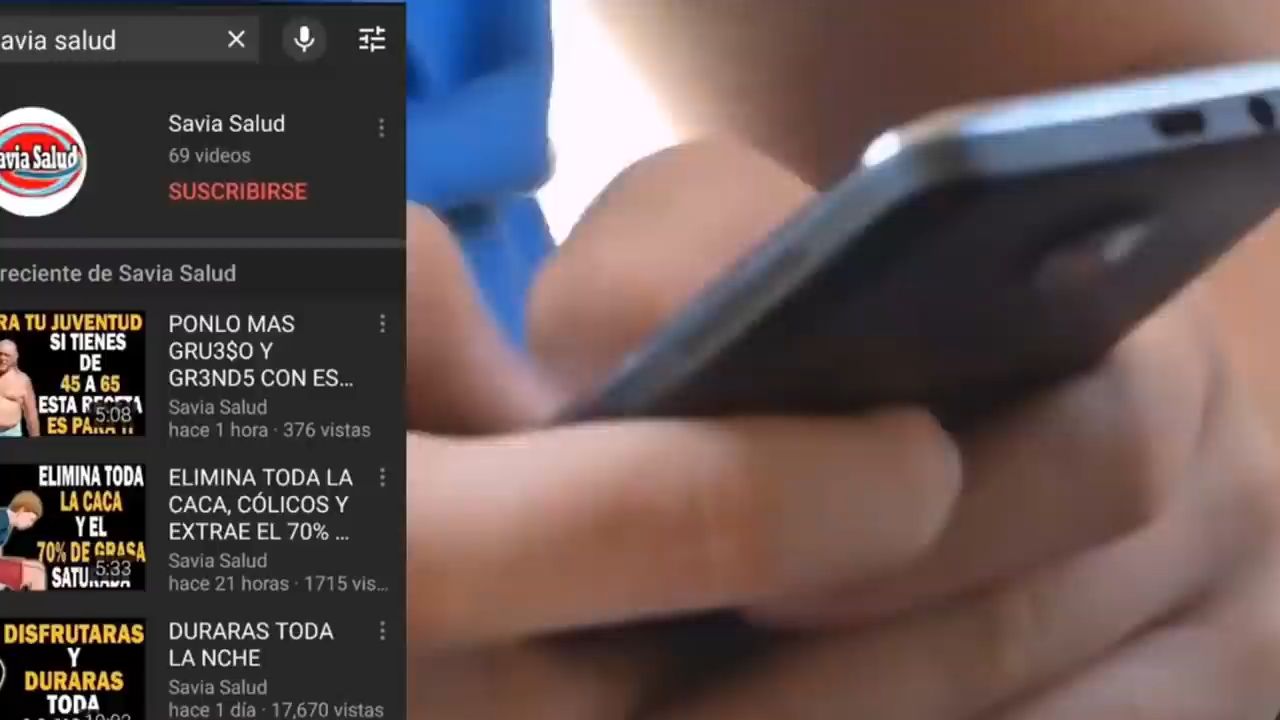 avia salud
Savia Salud
69 videos
SUSCRIBIRSE
avia Salud
reciente de Savia Salud
RA TU JUVENTUD
SI TIENES
DE
45 A 65
ESTA RECETA
5:08
ES PARA TI
PONLO MAS
GRU3$O Y
GR3ND5 CON ES...
Savia Salud
hace 1 hora · 376 vistas
ELIMINA TODA
LA CACA
Y EL
70% DE GRASA
5:33
SATURADA
ELIMINA TODA LA
CACA, CÓLICOS Y
EXTRAE EL 70% ...
Savia Salud
hace 21 horas · 1715 vis...
DISFRUTARAS
Y
DURARAS
TODA
DURARAS TODA
LA NCHE
Savia Salud
hace 1 día · 17,670 vistas